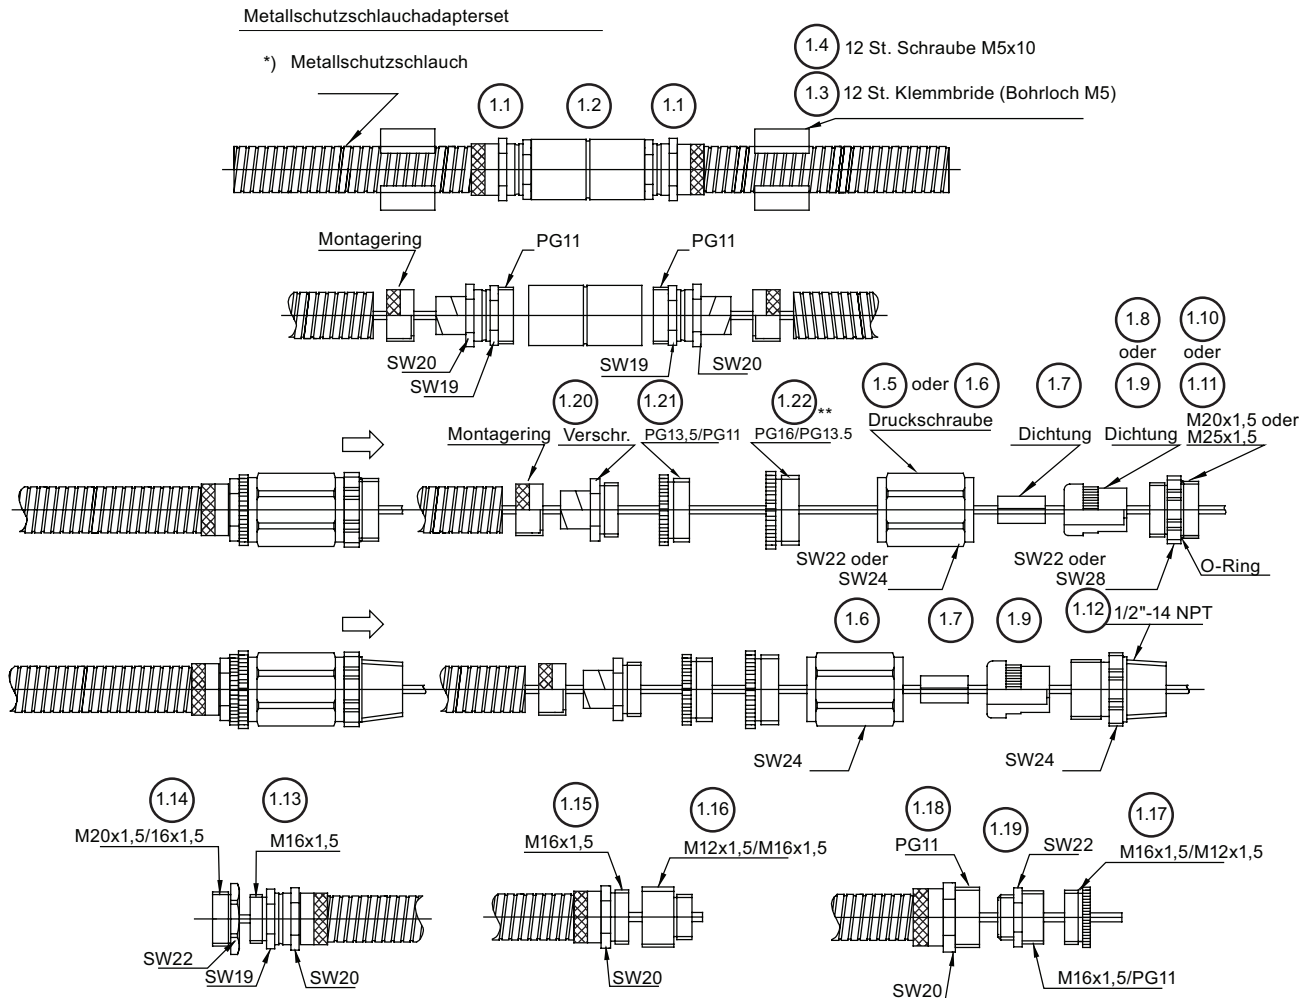 Metallschutzschlauchadapterset
*) Metallschutzschlauch
1.4 12 St. Schraube M5x10
1.3 12 St. Klemmbride (Bohrloch M5)
1.1 1.2 1.1
Montagering PG11 PG11
SW20 SW19 SW19 SW20
1.8 oder 1.9
1.10 oder 1.11
M20x1,5 oder
M25x1,5
1.5 oder 1.6
Druckschraube
1.7
1.20 1.21 1.22 **
Montagering Verschr. PG13,5/PG11 PG16/PG13.5 Dichtung Dichtung
SW22 oder
SW24
SW22 oder
SW28
O-Ring
1.6 1.7 1.9 1.12 1/2"-14 NPT
SW24 SW24
1.14 1.13
M20x1,5/16x1,5 M16x1,5
SW22 SW19 SW20
1.15 1.16
M16x1,5 M12x1,5/M16x1,5
SW20
1.18 1.19 1.17
PG11 SW22 M16x1,5/M12x1,5
SW20 M16x1,5/PG11